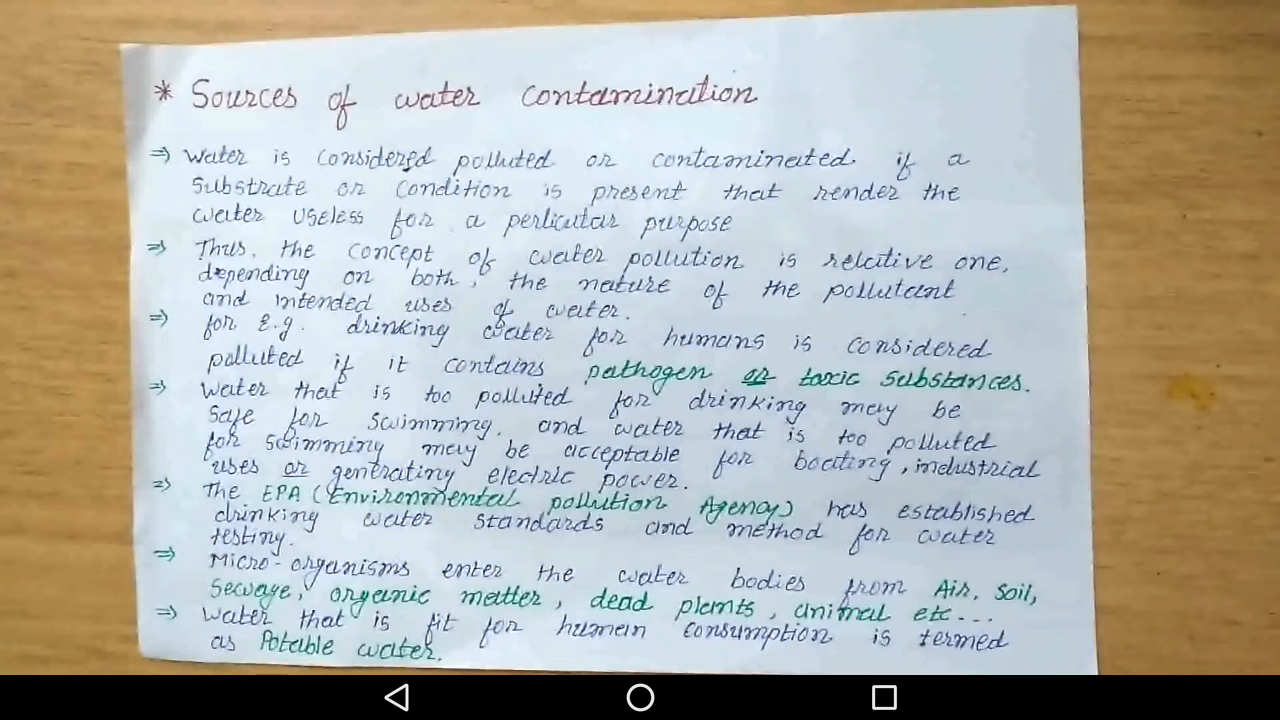 * Sources of water contamination
⇒ Water is considered polluted or contaminated if a
substrate or condition is present that render the
water useless for a perticular purpose
⇒ Thus, the concept of water pollution is relative one,
depending on both, the nature of the pollutant
and intended uses of water.
⇒ for E.g. drinking water for humans is considered
polluted if it contains pathogen or toxic substances.
⇒ Water that is too polluted for drinking may be
safe for swimming, and water that is too polluted
for swimming may be acceptable for boating, industrial
uses or gentrating electric power.
⇒ The EPA (Environmental pollution Agency) has established
drinking water standards and method for water
testing.
⇒ Micro-organisms enter the water bodies from Air, soil,
Sewage, organic matter, dead plants, animal etc...
⇒ Water that is fit for human consumption is termed
as Potable water.